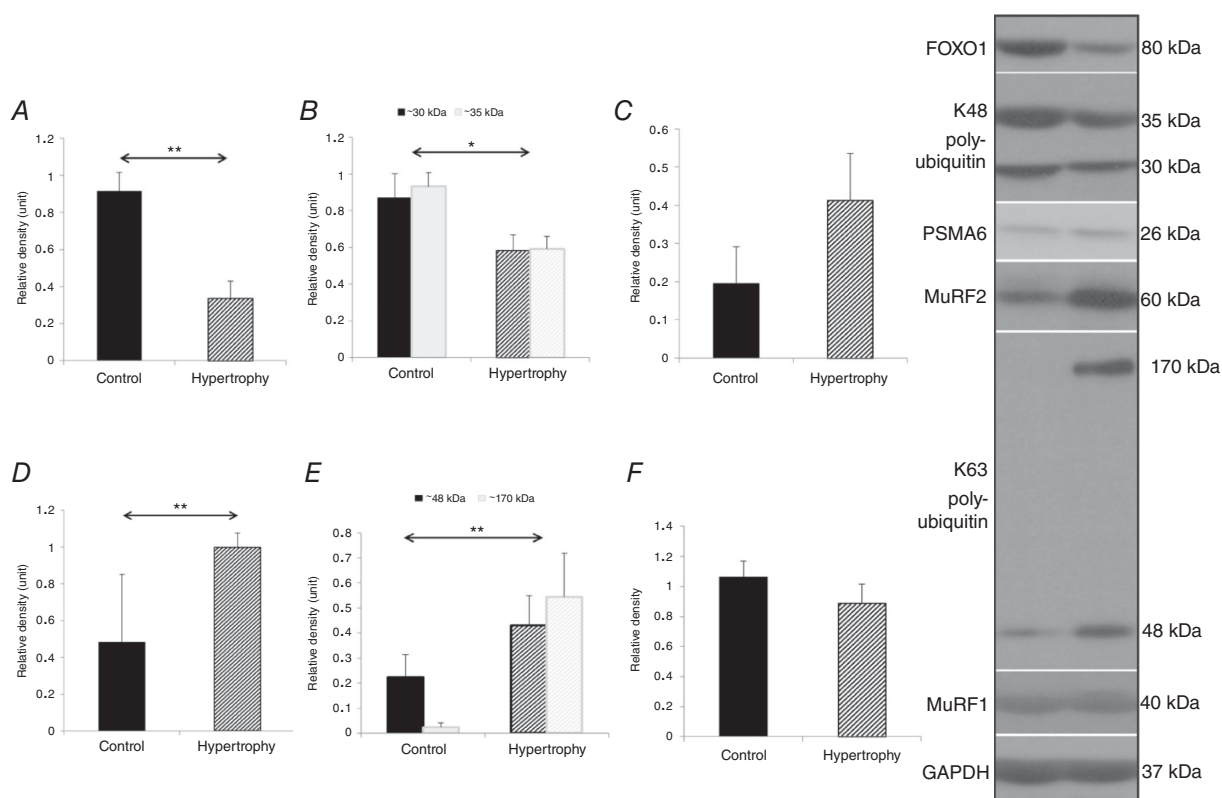 A
1.2
1
0.8
0.6
0.4
0.2
0
Relative density (unit)
**
Control
Hypertrophy
B
~30 kDa
~35 kDa
1.2
1
0.8
0.6
0.4
0.2
0
Relative density (unit)
*
Control
Hypertrophy
C
0.6
0.5
0.4
0.3
0.2
0.1
0
Relative density (unit)
Control
Hypertrophy
D
1.2
1
0.8
0.6
0.4
0.2
0
Relative density (unit)
**
Control
Hypertrophy
E
~48 kDa
~170 kDa
0.8
0.7
0.6
0.5
0.4
0.3
0.2
0.1
0
Relative density (unit)
**
Control
Hypertrophy
F
1.4
1.2
1
0.8
0.6
0.4
0.2
0
Relative density
Control
Hypertrophy
FOXO1
80 kDa
K48
poly-
ubiquitin
35 kDa
30 kDa
PSMA6
26 kDa
MuRF2
60 kDa
170 kDa
K63
poly-
ubiquitin
48 kDa
MuRF1
40 kDa
GAPDH
37 kDa